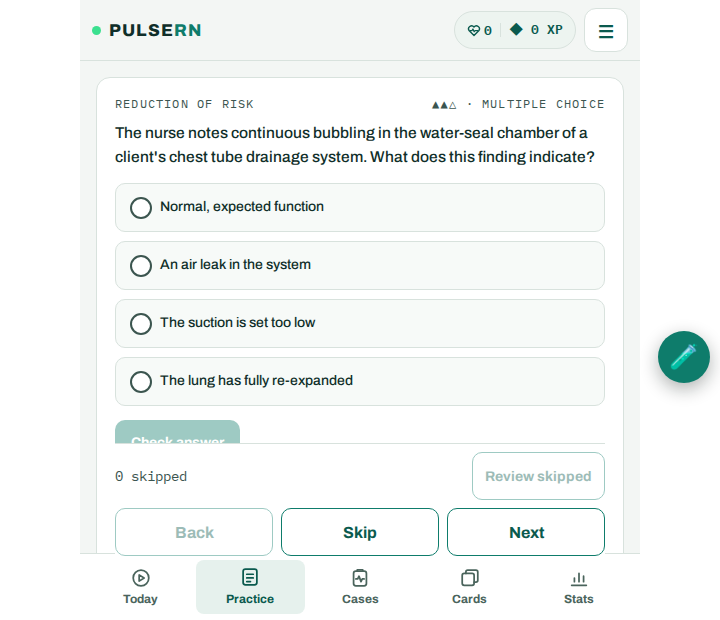 PULSERN
0
0 XP
REDUCTION OF RISK
▲▲△ · MULTIPLE CHOICE
The nurse notes continuous bubbling in the water-seal chamber of a
client's chest tube drainage system. What does this finding indicate?
Normal, expected function
An air leak in the system
The suction is set too low
The lung has fully re-expanded
Check answer
0 skipped
Review skipped
Back
Skip
Next
Today
Practice
Cases
Cards
Stats